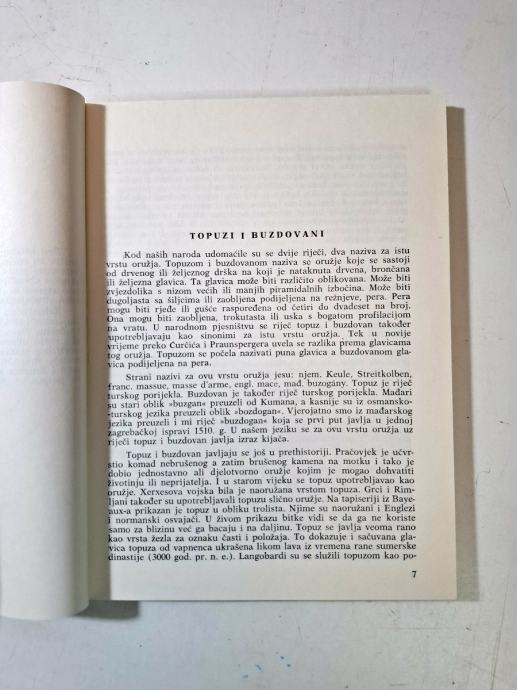 TOPUZI I BUZDOVANI
Kod naših naroda udomaćile su se dvije riječi, dva naziva za istu
vrstu oružja. Topuzom i buzdovanom naziva se oružje koje se sastoji
od drvenog ili željeznog drška na koji je nataknuta drvena, brončana
ili željezna glavica. Ta glavica može biti različito oblikovana. Može biti
zvjezdolika s nizom većih ili manjih piramidalnih izbočina. Može biti
dugoljasta sa šiljcima ili zaobljena podijeljena na režnjeve, pera. Pera
mogu biti rjeđe ili gušće raspoređena od četiri do dvadeset na broj.
Ona mogu biti zaobljena, trokutasta ili uska s bogatom profilacijom
na vratu. U narodnom pjesništvu se riječ topuz i buzdovan također
upotrebljavaju kao sinonimi za istu vrstu oružja. Tek u novije
vrijeme preko Ćurčića i Praunspergera uvela se razlika prema glavicama
tog oružja. Topuzom se počela nazivati puna glavica a buzdovanom gla-
vica podijeljena na pera.
Strani nazivi za ovu vrstu oružja jesu: njem. Keule, Streitkolben,
franc. massue, masse d'arme, engl. mace, mađ. buzogány. Topuz je riječ
turskog porijekla. Buzdovan je također riječ turskog porijekla. Mađari
su stari oblik »buzgan« preuzeli od Kumana, a kasnije su iz osmansko-
-turskog jezika preuzeli oblik »bozdogan«. Vjerojatno smo iz mađarskog
jezika preuzeli i mi riječ »buzdogan« koja se prvi put javlja u jednoj
zagrebačkoj ispravi 1510. g. U našem jeziku se za ovu vrstu oružja uz
riječi topuz i buzdovan javlja izraz kijača.
Topuz i buzdovan javljaju se još u prethistoriji. Pračovjek je učvr-
stio komad nebrušenog a zatim brušenog kamena na motku i tako je
dobio jednostavno ali djelotvorno oružje kojim je mogao dohvatiti
životinju ili neprijatelja. I u starom vijeku se topuz upotrebljavao kao
oružje. Xerxesova vojska bila je naoružana vrstom topuza. Grci i Rim-
ljani također su upotrebljavali topuzu slično oružje. Na tapiseriji iz Baye-
aux-a prikazan je topuz u obliku trolista. Njime su naoružani i Englezi
i normanski osvajači. U živom prikazu bitke vidi se da ga ne koriste
samo za blizinu već ga bacaju i na daljinu. Topuz se javlja veoma rano
kao vrsta žezla za oznaku časti i položaja. To dokazuje i sačuvana gla-
vica topuza od vapnenca ukrašena likom lava iz vremena rane sumerske
dinastije (3000 god. pr. n. e.). Langobardi su se služili topuzom kao po-
7